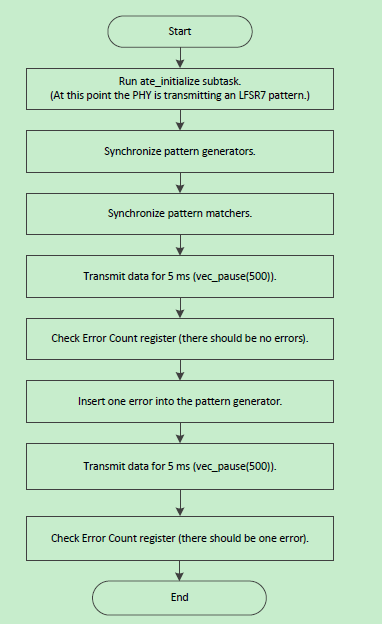 Start
Run ate_initialize subtask.
(At this point the PHY is transmitting an LFSR7 pattern.)
Synchronize pattern generators.
Synchronize pattern matchers.
Transmit data for 5 ms (vec_pause(500)).
Check Error Count register (there should be no errors).
Insert one error into the pattern generator.
Transmit data for 5 ms (vec_pause(500)).
Check Error Count register (there should be one error).
End